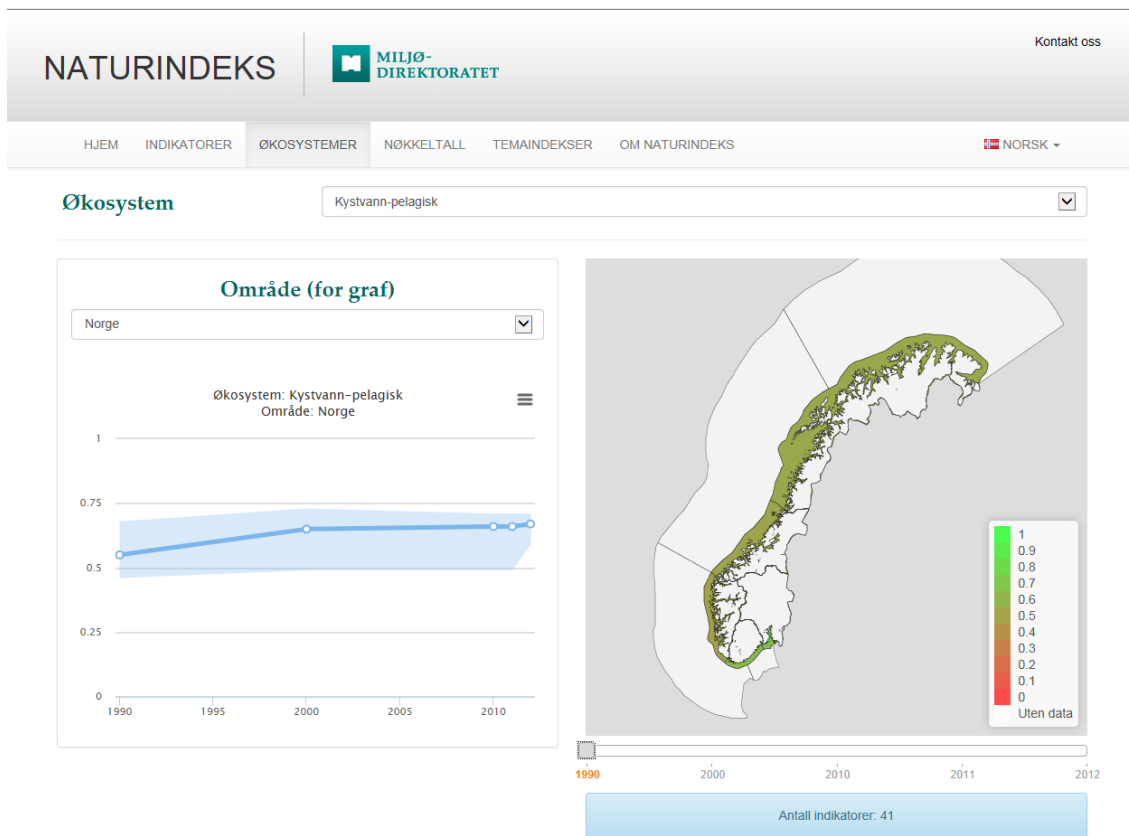 Kontakt oss
NATURINDEKS
MILJØ-
DIREKTORATET
HJEM INDIKATORER ØKOSYSTEMER NØKKELTALL TEMAINDEKSER OM NATURINDEKS NORSK
Økosystem
Kystvann-pelagisk
Område (for graf)
Norge
Økosystem: Kystvann-pelagisk
Område: Norge
1
0.75
0.5
0.25
0
1990 1995 2000 2005 2010
1
0.9
0.8
0.7
0.6
0.5
0.4
0.3
0.2
0.1
0
Uten data
1990 2000 2010 2011 2012
Antall indikatorer: 41